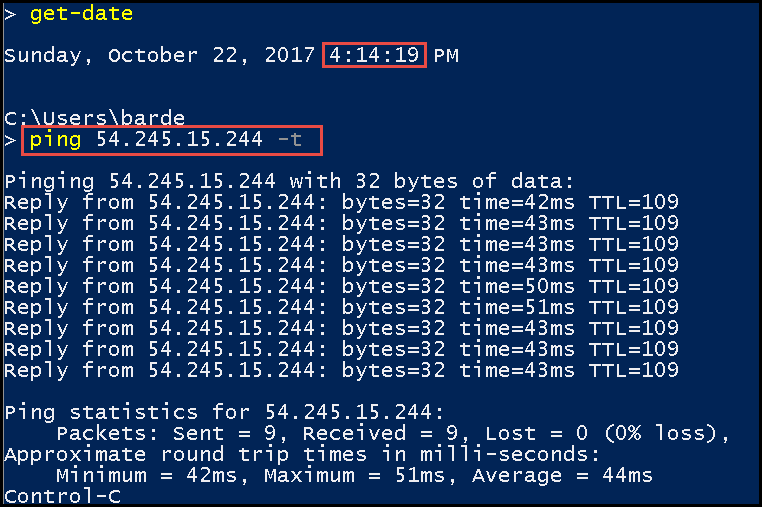 > get-date
Sunday, October 22, 2017 4:14:19 PM
C:\Users\barde
> ping 54.245.15.244 -t
Pinging 54.245.15.244 with 32 bytes of data:
Reply from 54.245.15.244: bytes=32 time=42ms TTL=109
Reply from 54.245.15.244: bytes=32 time=43ms TTL=109
Reply from 54.245.15.244: bytes=32 time=43ms TTL=109
Reply from 54.245.15.244: bytes=32 time=43ms TTL=109
Reply from 54.245.15.244: bytes=32 time=50ms TTL=109
Reply from 54.245.15.244: bytes=32 time=51ms TTL=109
Reply from 54.245.15.244: bytes=32 time=43ms TTL=109
Reply from 54.245.15.244: bytes=32 time=43ms TTL=109
Reply from 54.245.15.244: bytes=32 time=43ms TTL=109
Ping statistics for 54.245.15.244:
    Packets: Sent = 9, Received = 9, Lost = 0 (0% loss),
Approximate round trip times in milli-seconds:
    Minimum = 42ms, Maximum = 51ms, Average = 44ms
Control-C